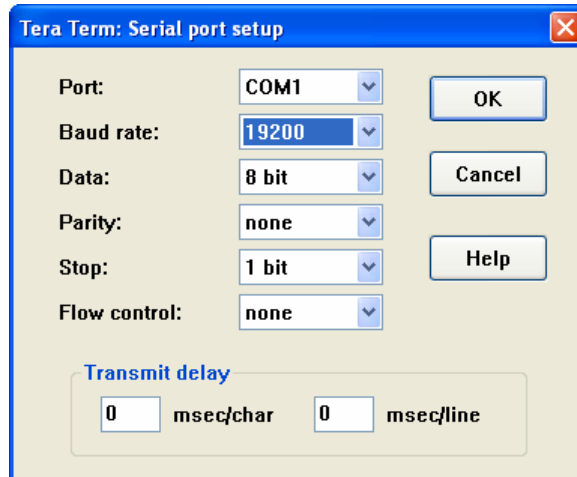 Tera Term: Serial port setup
Port: COM1 OK
Baud rate: 19200
Data: 8 bit Cancel
Parity: none
Stop: 1 bit Help
Flow control: none
Transmit delay
0 msec/char 0 msec/line